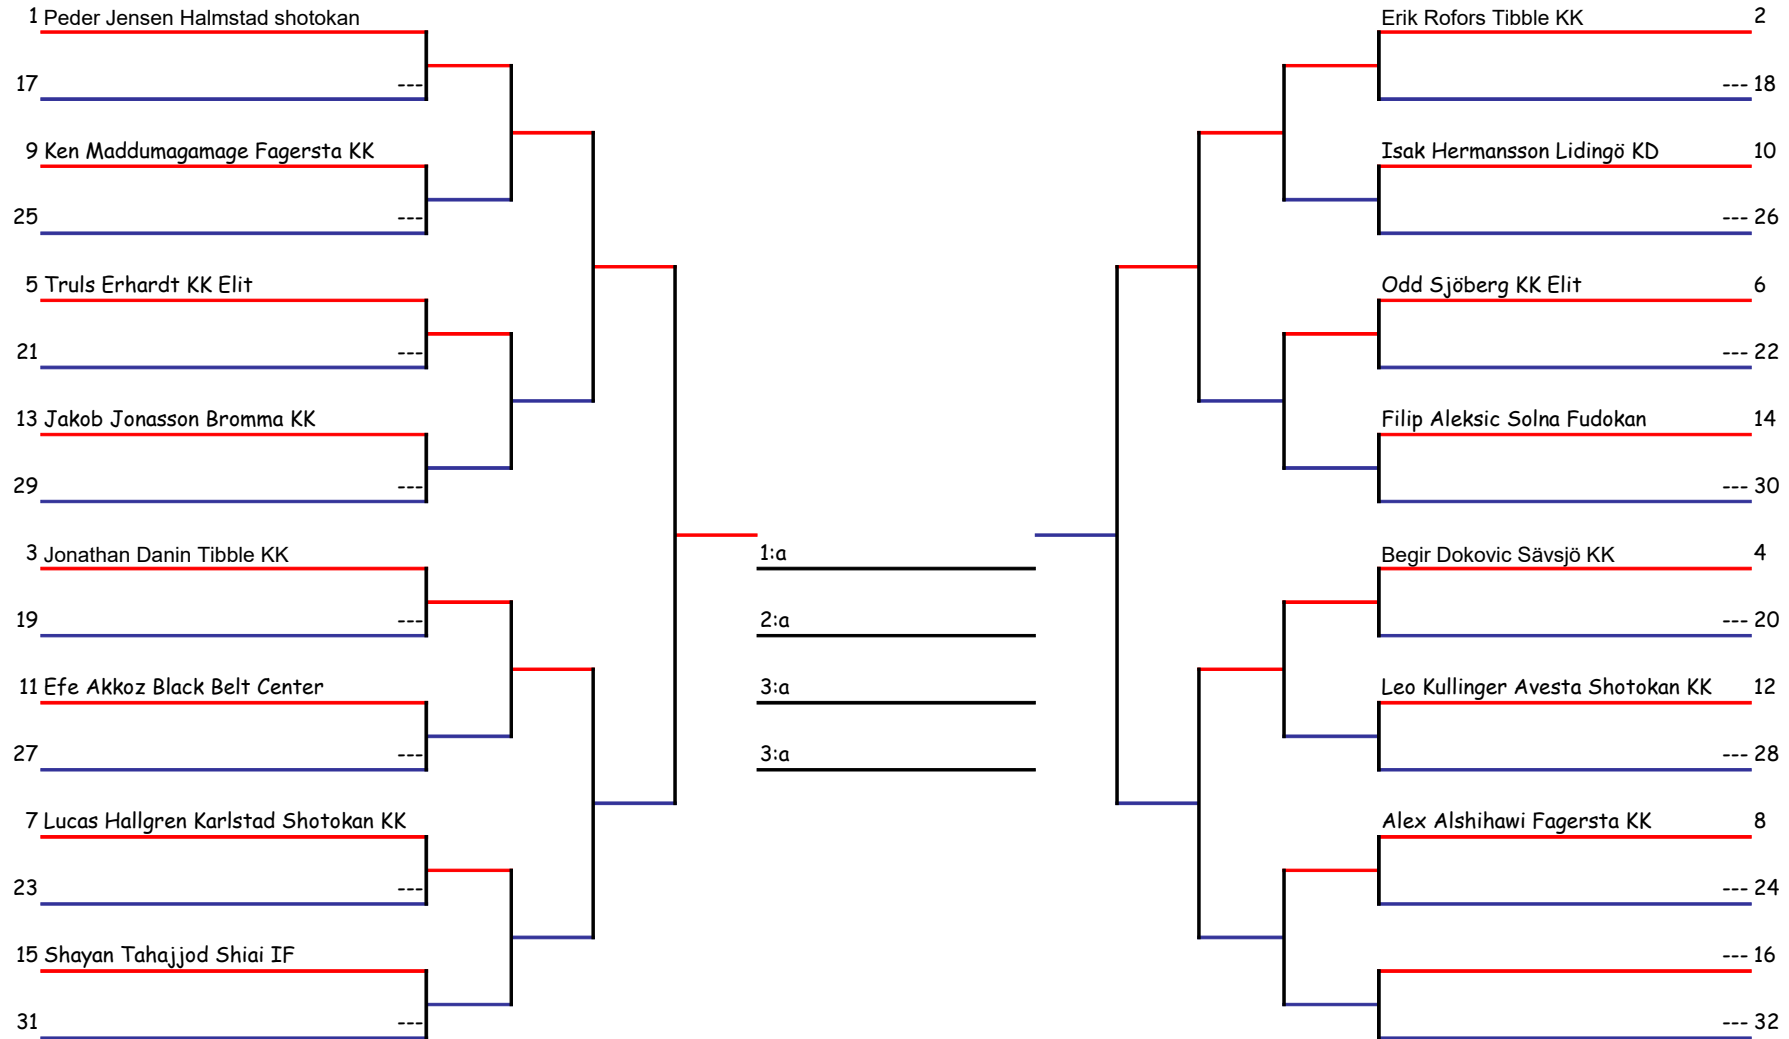 1 Peder Jensen Halmstad shotokan
17 ---
9 Ken Maddumagamage Fagersta KK
25 ---
5 Truls Erhardt KK Elit
21 ---
13 Jakob Jonasson Bromma KK
29 ---
3 Jonathan Danin Tibble KK
19 ---
11 Efe Akkoz Black Belt Center
27 ---
7 Lucas Hallgren Karlstad Shotokan KK
23 ---
15 Shayan Tahajjod Shiai IF
31 ---
1:a
2:a
3:a
3:a
Erik Rofors Tibble KK 2
--- 18
Isak Hermansson Lidingö KD 10
--- 26
Odd Sjöberg KK Elit 6
--- 22
Filip Aleksic Solna Fudokan 14
--- 30
Begir Dokovic Sävsjö KK 4
--- 20
Leo Kullinger Avesta Shotokan KK 12
--- 28
Alex Alshihawi Fagersta KK 8
--- 24
--- 16
--- 32